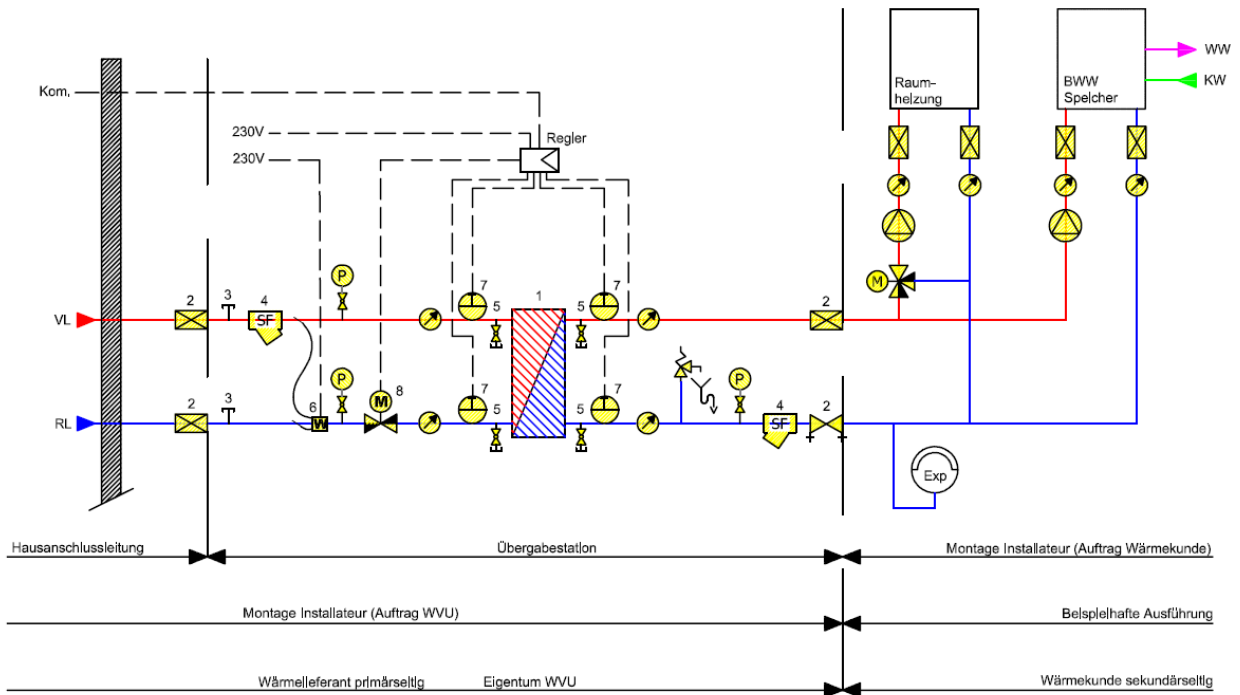 WW
Kom.
Raum-
heizung
BWW
Speicher
KW
230V
Regler
230V
P
7
7
2
3
4
5
1
5
2
M
VL
SF
2
3
6
P
M
8
7
5
7
5
P
4
2
RL
W
SF
Exp
Hausanschlussleitung
Übergabestation
Montage Installateur (Auftrag Wärmekunde)
Montage Installateur (Auftrag WVU)
Beispielhafte Ausführung
Wärmelieferant primärseitig
Eigentum WVU
Wärmekunde sekundärseitig